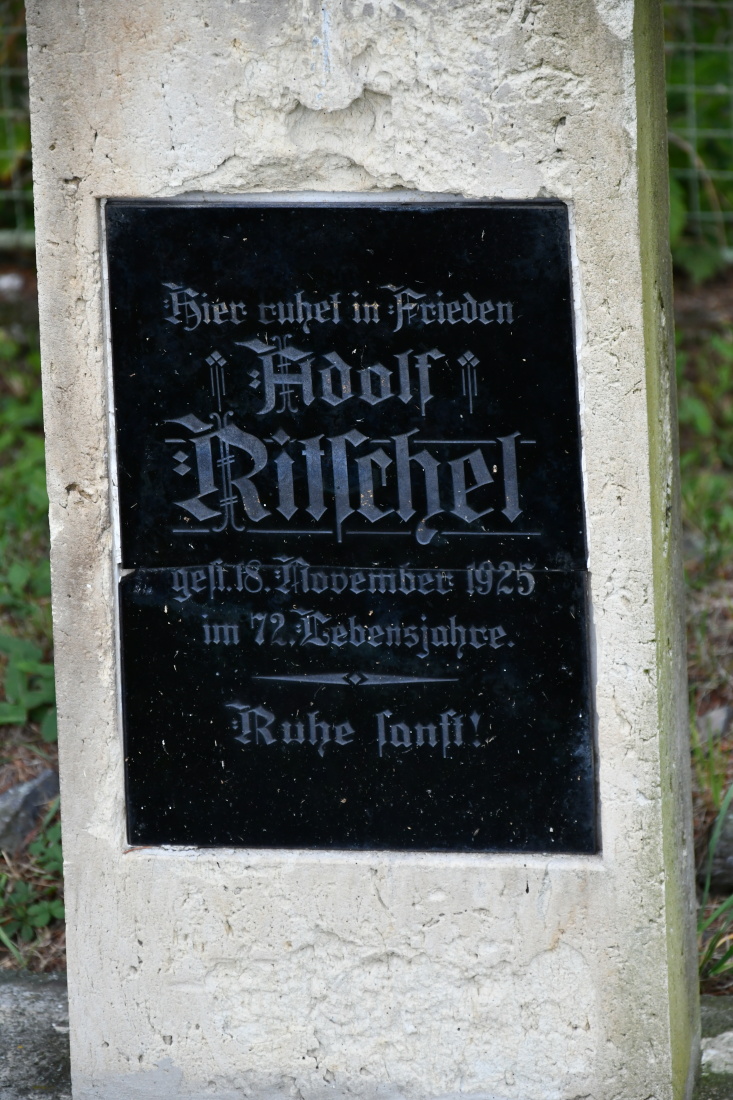 Hier ruhet in Frieden
Adolf
Ritschel
gest. 18. November 1925
im 72. Lebensjahre.
Ruhe sanft!